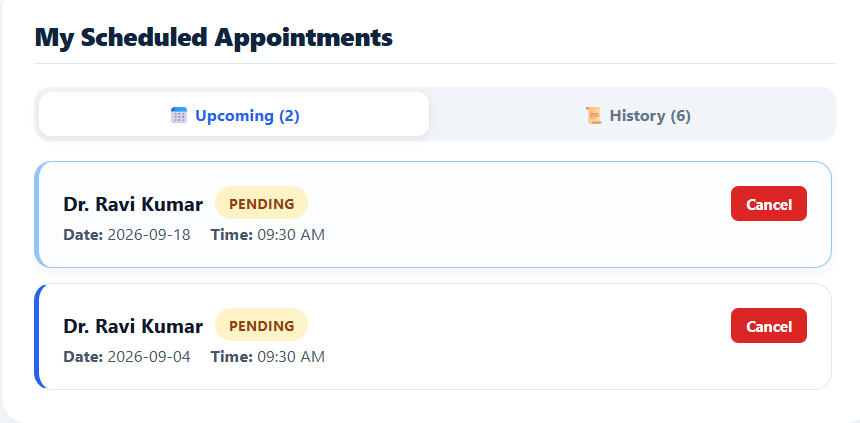 My Scheduled Appointments
Upcoming (2) History (6)
Dr. Ravi Kumar PENDING Cancel
Date: 2026-09-18 Time: 09:30 AM
Dr. Ravi Kumar PENDING Cancel
Date: 2026-09-04 Time: 09:30 AM